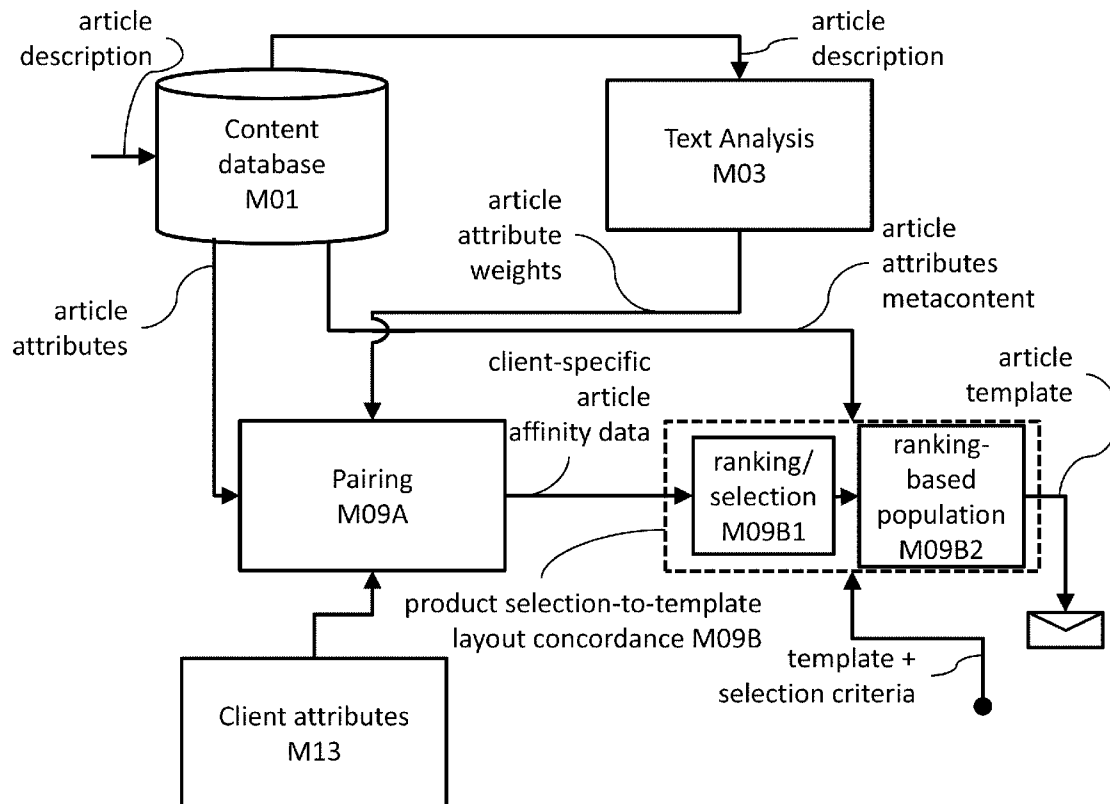 article
description
article
description
Content
database
M01
Text Analysis
M03
article
attribute
weights
article
attributes
metacontent
article
attributes
client-specific
article
affinity data
article
template
Pairing
M09A
ranking/
selection
M09B1
ranking-
based
population
M09B2
product selection-to-template
layout concordance M09B
template +
selection criteria
Client attributes
M13